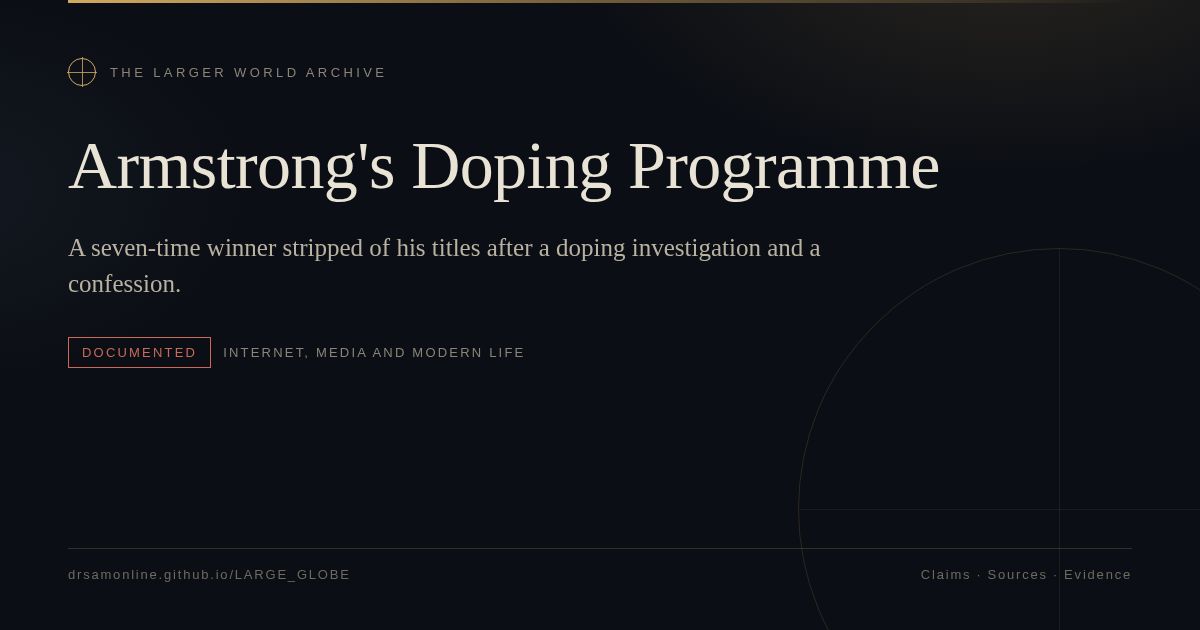 THE LARGER WORLD ARCHIVE
Armstrong's Doping Programme
A seven-time winner stripped of his titles after a doping investigation and a
confession.
DOCUMENTED
INTERNET, MEDIA AND MODERN LIFE
drsamonline.github.io/LARGE_GLOBE
Claims · Sources · Evidence